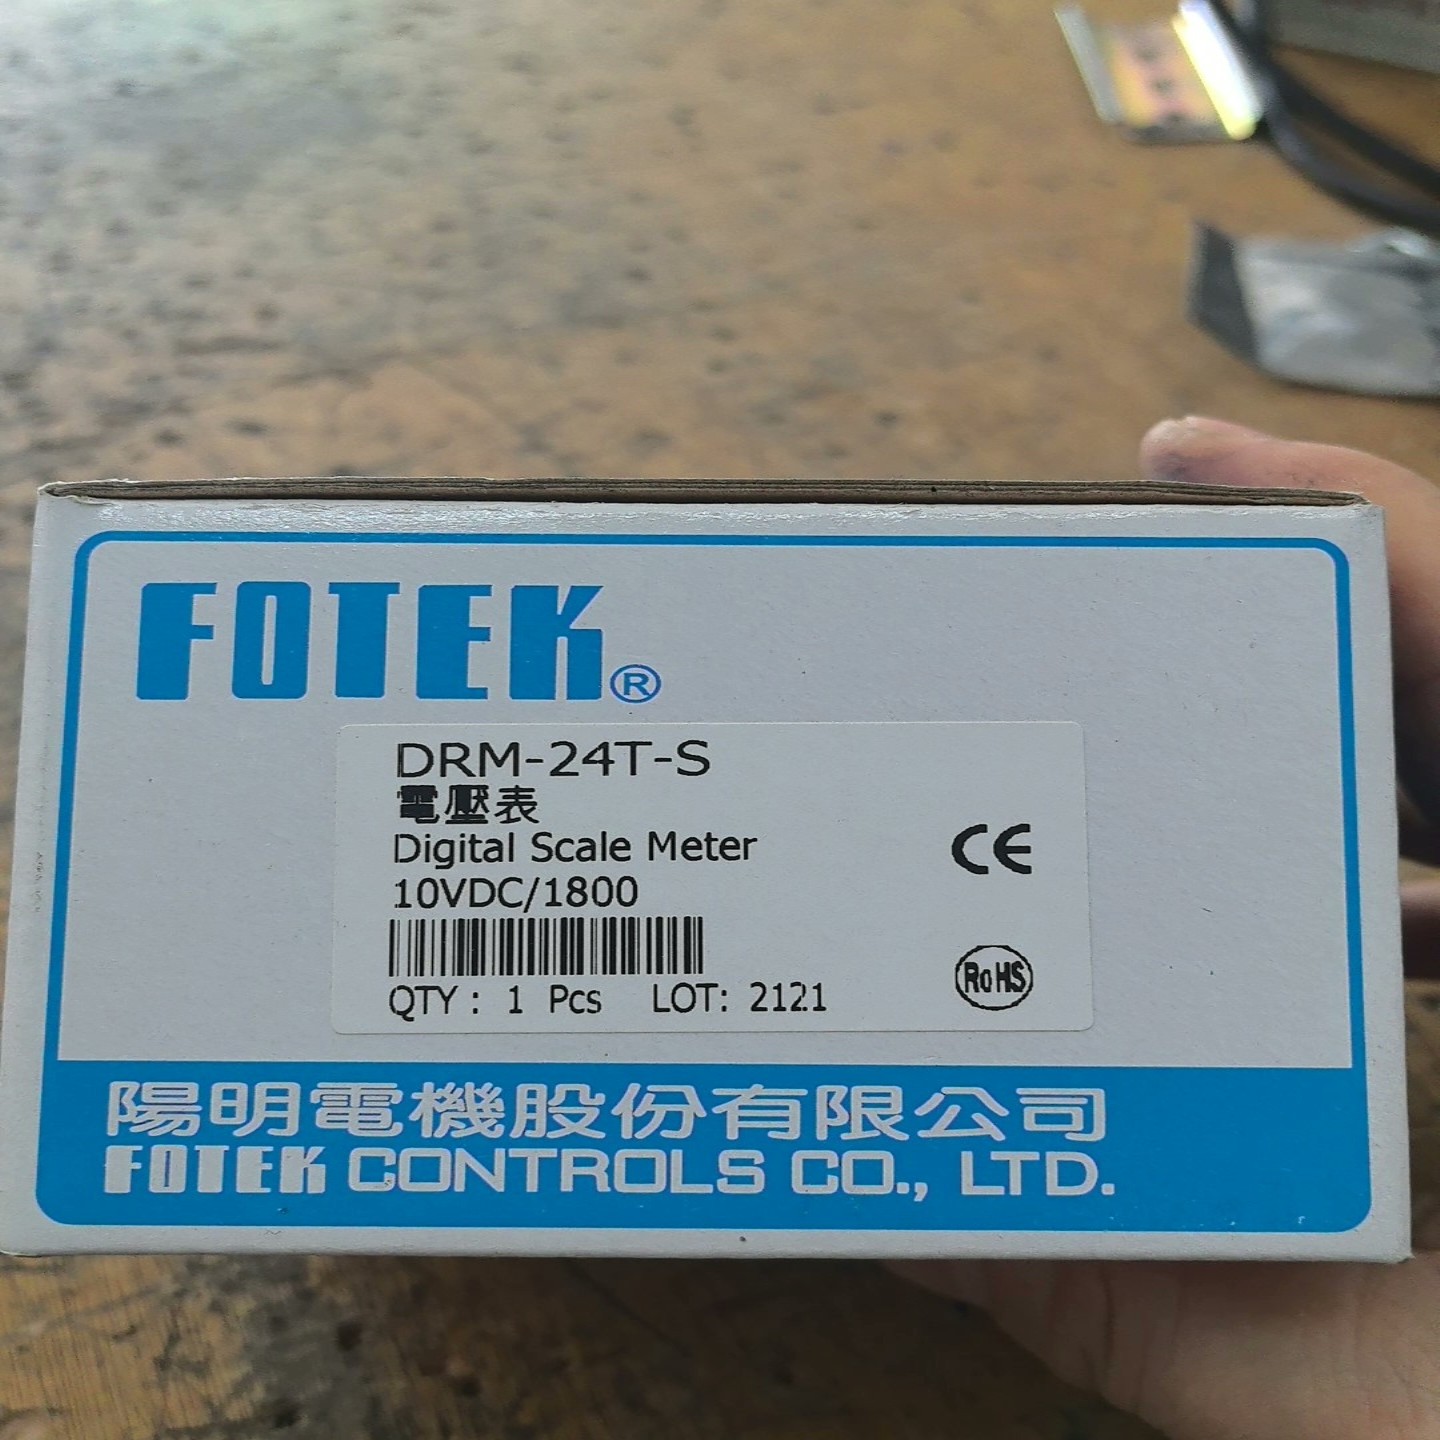 FOTEK®
DRM-24T-S
電壓表
Digital Scale Meter
10VDC/1800
CE
QTY : 1 Pcs LOT: 2121
RoHS
陽明電機股份有限公司
FOTEK CONTROLS CO., LTD.